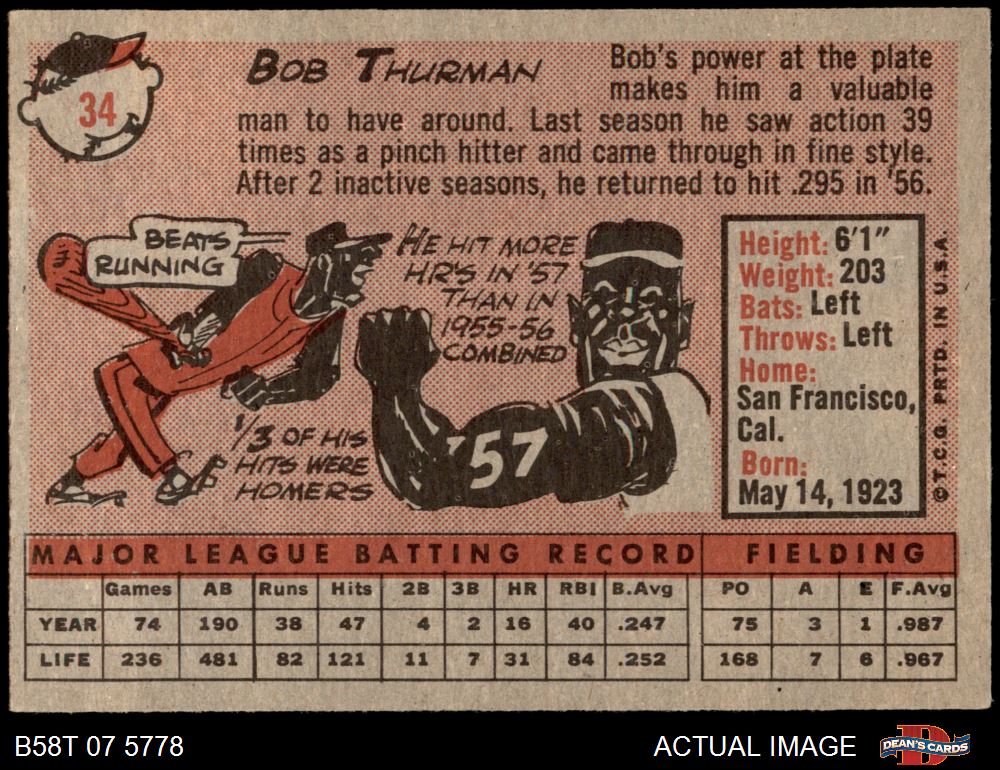 34
BOB THURMAN
Bob's power at the plate
makes him a valuable
man to have around. Last season he saw action 39
times as a pinch hitter and came through in fine style.
After 2 inactive seasons, he returned to hit .295 in '56.
BEATS
RUNNING
HE HIT MORE
HR'S IN '57
THAN IN
1955-56
COMBINED
'57
1/3 OF HIS
HITS WERE
HOMERS
Height: 6'1"
Weight: 203
Bats: Left
Throws: Left
Home:
San Francisco,
Cal.
Born:
May 14, 1923
© T.C.G. PRTD. IN U.S.A.
MAJOR LEAGUE BATTING RECORD FIELDING
Games AB Runs Hits 2B 3B HR RBI B.Avg PO A E F.Avg
YEAR 74 190 38 47 4 2 16 40 .247 75 3 1 .987
LIFE 236 481 82 121 11 7 31 84 .252 168 7 6 .967
B58T 07 5778
ACTUAL IMAGE
D
DEAN'S CARDS